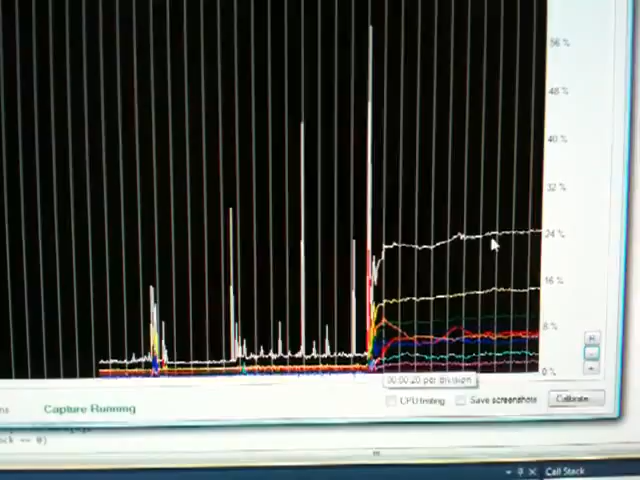 56 %
48 %
40 %
32 %
24 %
16 %
8 %
0 %
00:00:20 per division
Capture Running
CPU testing
Save screenshots
Calibrate
== 0)
Call Stack